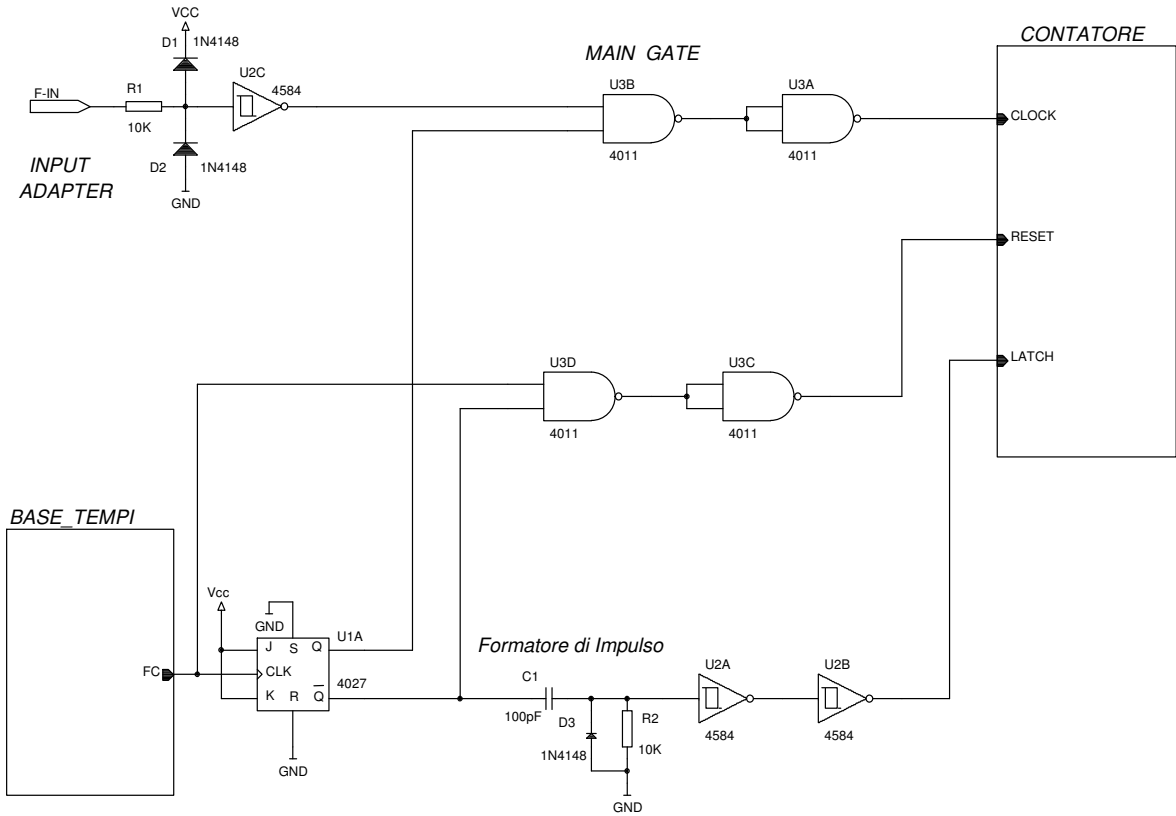 VCC
D1
1N4148
U2C
4584
F-IN
R1
10K
D2
1N4148
GND
INPUT
ADAPTER
MAIN GATE
U3B
4011
U3A
4011
CONTATORE
CLOCK
RESET
LATCH
U3D
4011
U3C
4011
BASE_TEMPI
FC
Vcc
GND
U1A
J S Q
CLK
K R Q
4027
GND
Formatore di Impulso
C1
100pF
D3
1N4148
R2
10K
GND
U2A
4584
U2B
4584